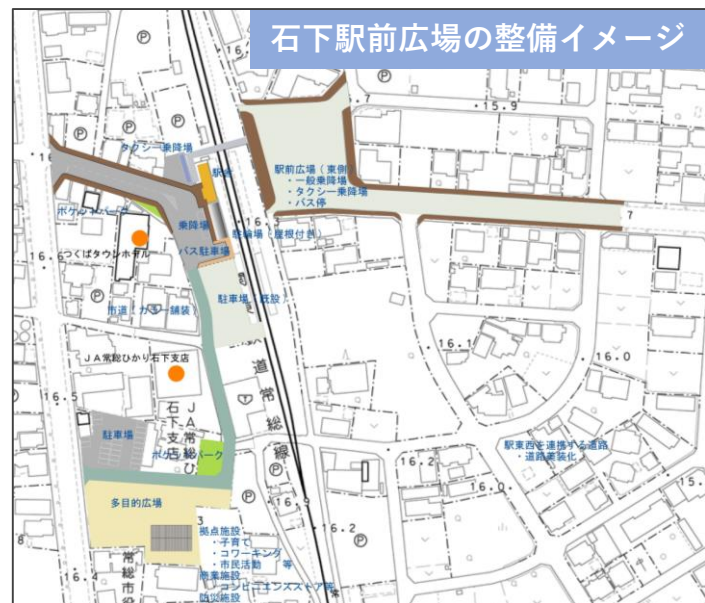 石下駅前広場の整備イメージ
タクシー乗降場
駅舎
駅前広場（東側）
・一般乗降場
・タクシー乗降場
・バス停
ポケットパーク
乗降場
駐輪場（屋根付き）
バス駐車場
つくばタウンホテル
駐車場（既設）
市道（カラー舗装）
JA常総ひかり石下支店
鉄道常総線
駐車場
ポケットパーク
駅東西を連携する道路
・道路美装化
多目的広場
拠点施設
・子育て
・コワーキング
・市民活動　等
商業施設
・コンビニエンスストア等
防災施設
15.9
16.1
16.0
16.5
16.2
16.0
16.2
16.4